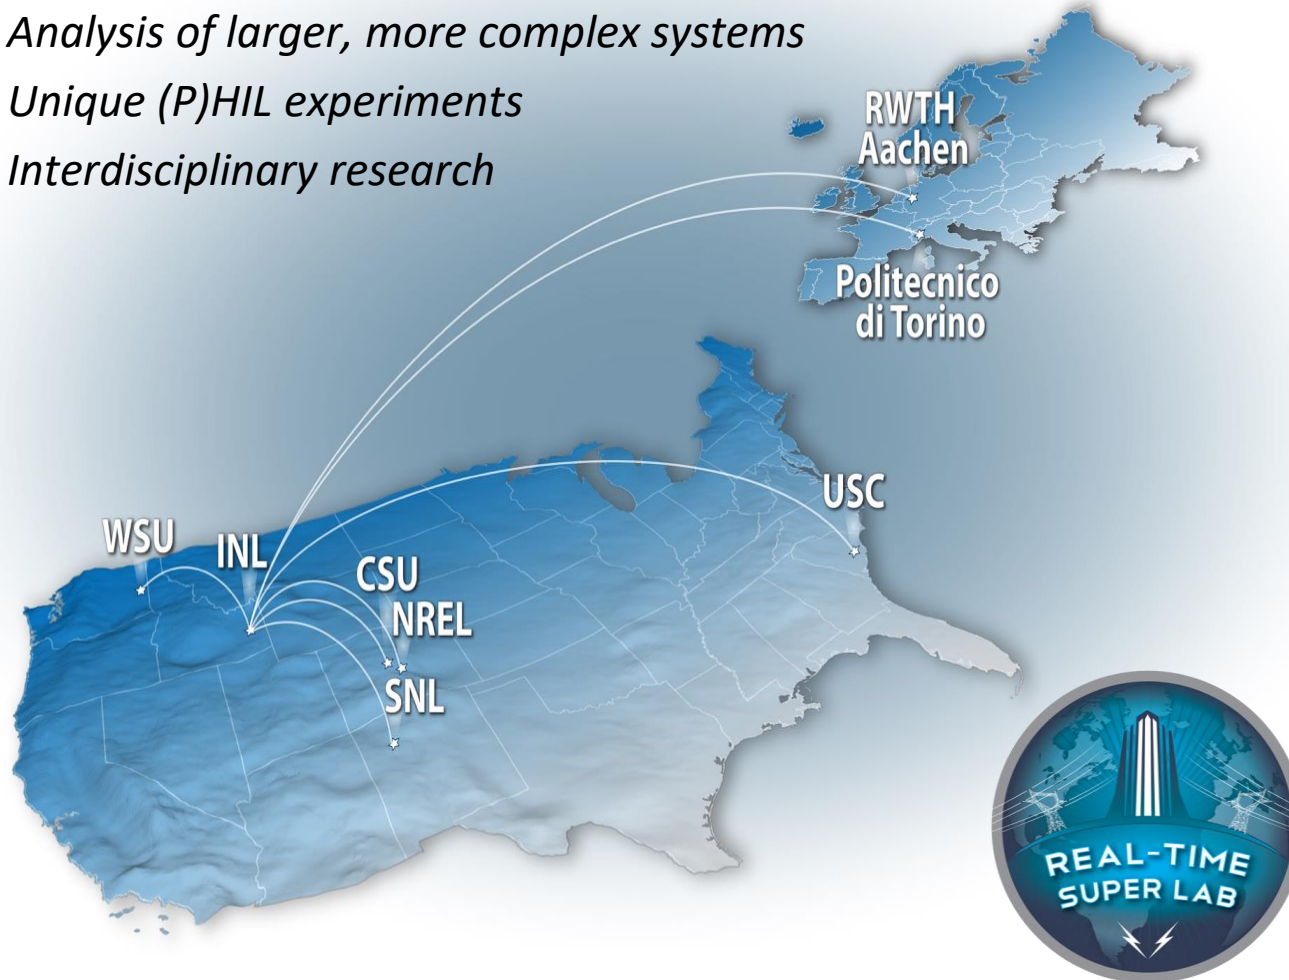 Analysis of larger, more complex systems
Unique (P)HIL experiments
Interdisciplinary research
RWTH
Aachen
Politecnico
di Torino
USC
WSU
INL
CSU
NREL
SNL
REAL-TIME
SUPER LAB